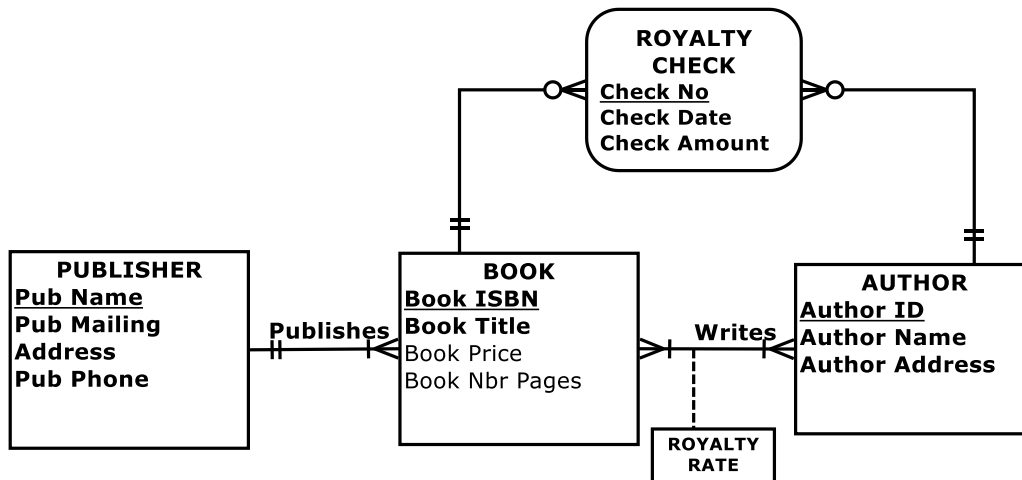 ROYALTY
CHECK
Check No
Check Date
Check Amount
PUBLISHER
Pub Name
Pub Mailing
Address
Pub Phone
Publishes
BOOK
Book ISBN
Book Title
Book Price
Book Nbr Pages
Writes
AUTHOR
Author ID
Author Name
Author Address
ROYALTY
RATE